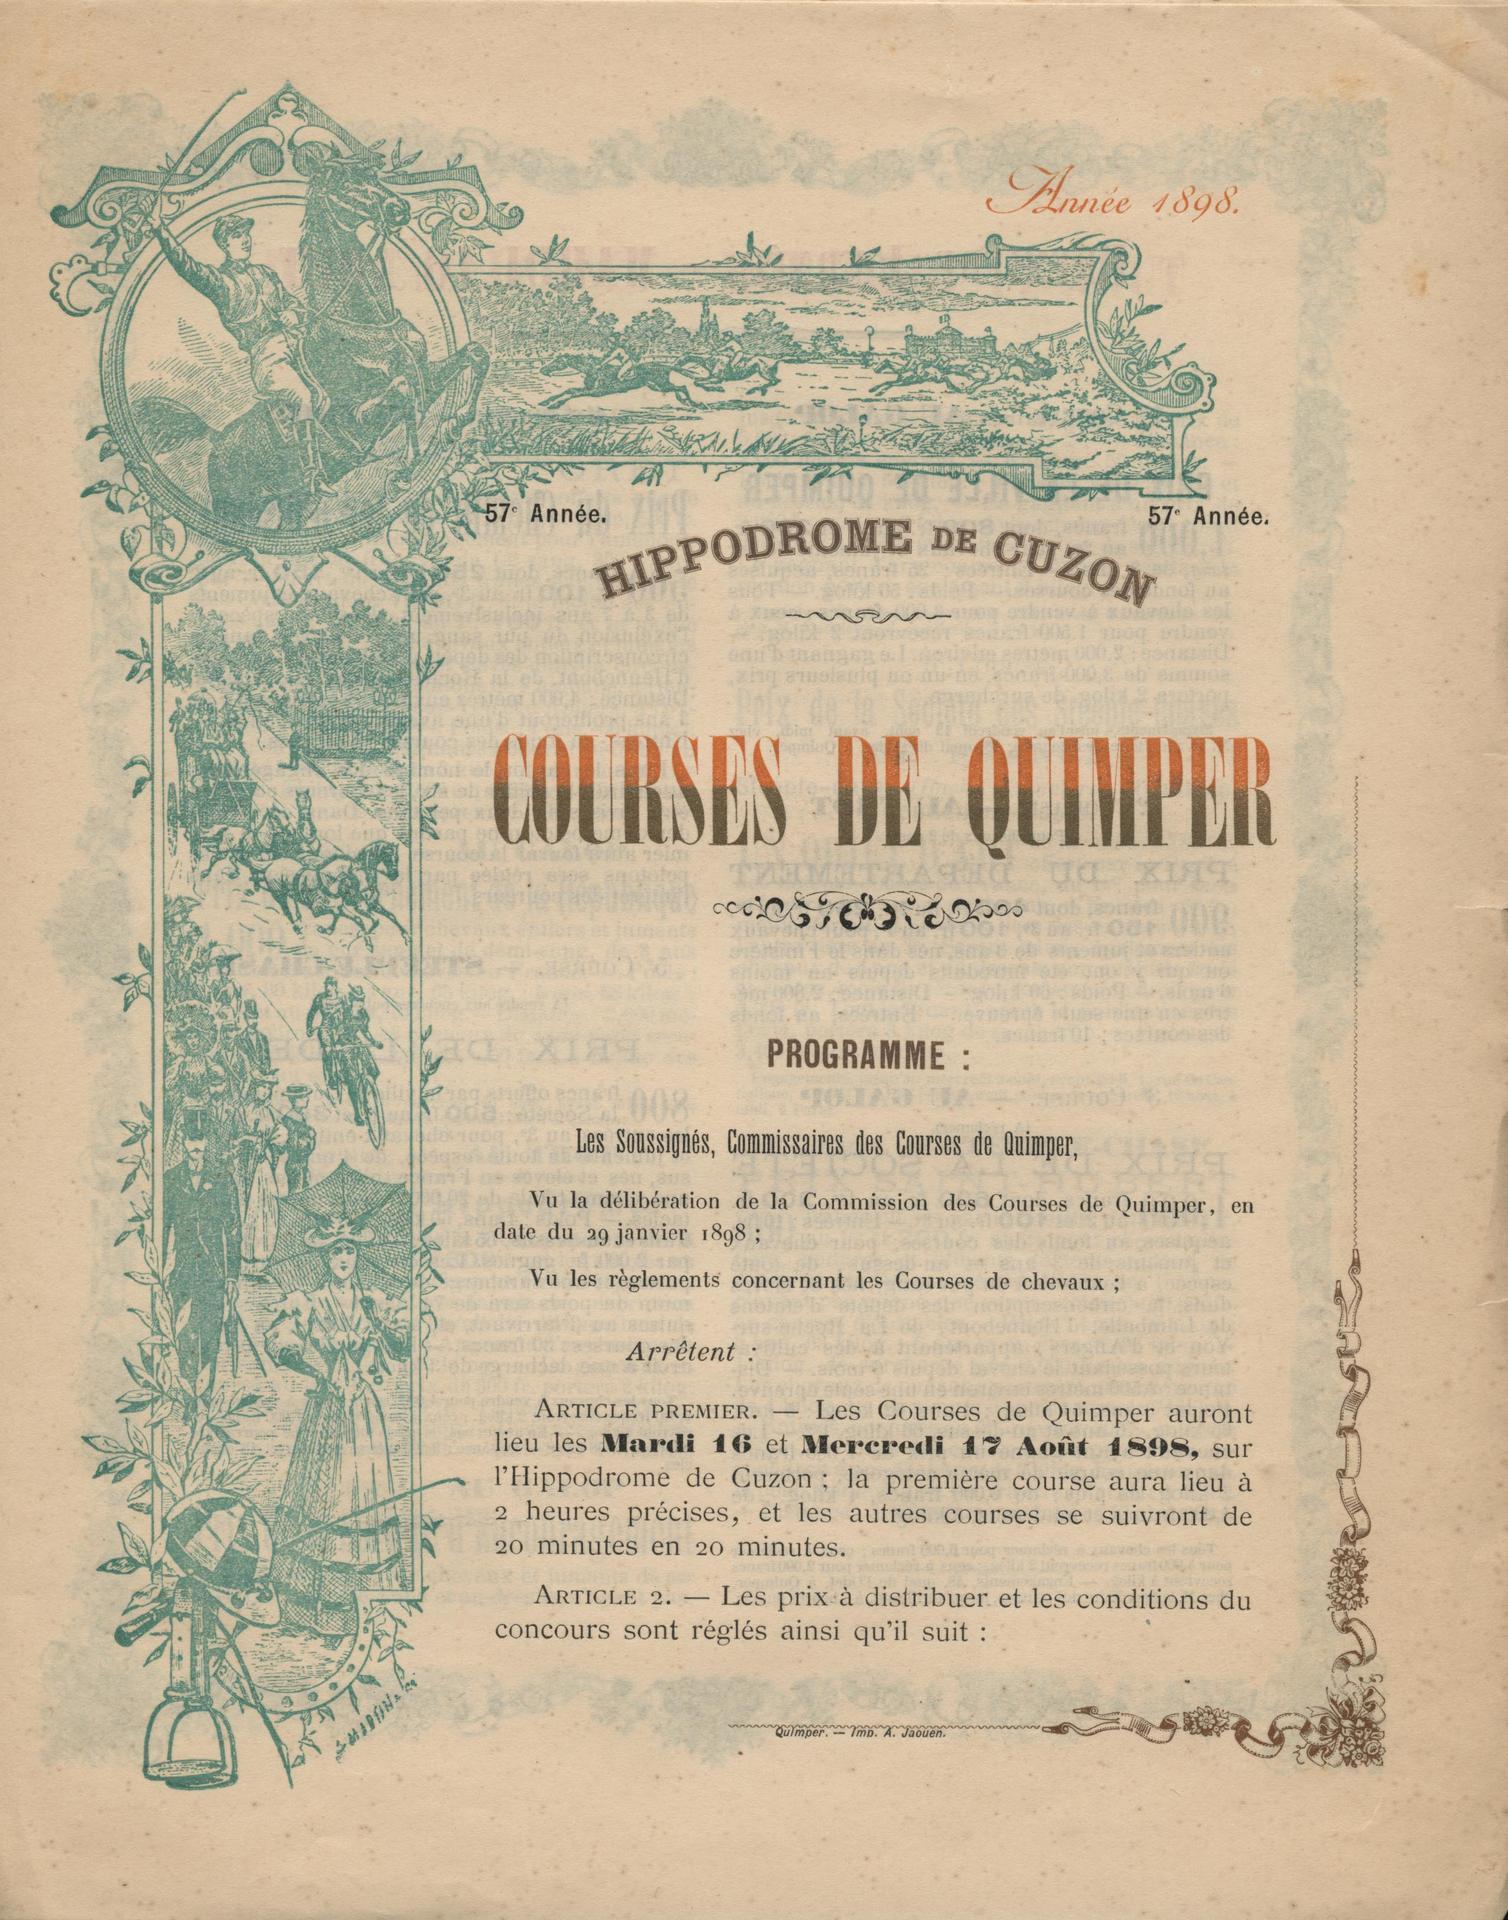 Année 1898.
57e Année.
57e Année.
HIPPODROME DE CUZON
COURSES DE QUIMPER
PROGRAMME :
Les Soussignés, Commissaires des Courses de Quimper,
Vu la délibération de la Commission des Courses de Quimper, en
date du 29 janvier 1898 ;
Vu les règlements concernant les Courses de chevaux ;
Arrêtent :
ARTICLE PREMIER. — Les Courses de Quimper auront
lieu les Mardi 16 et Mercredi 17 Août 1898, sur
l'Hippodrome de Cuzon ; la première course aura lieu à
2 heures précises, et les autres courses se suivront de
20 minutes en 20 minutes.
ARTICLE 2. — Les prix à distribuer et les conditions du
concours sont réglés ainsi qu'il suit :
Quimper. — Imp. A. Jaouen.